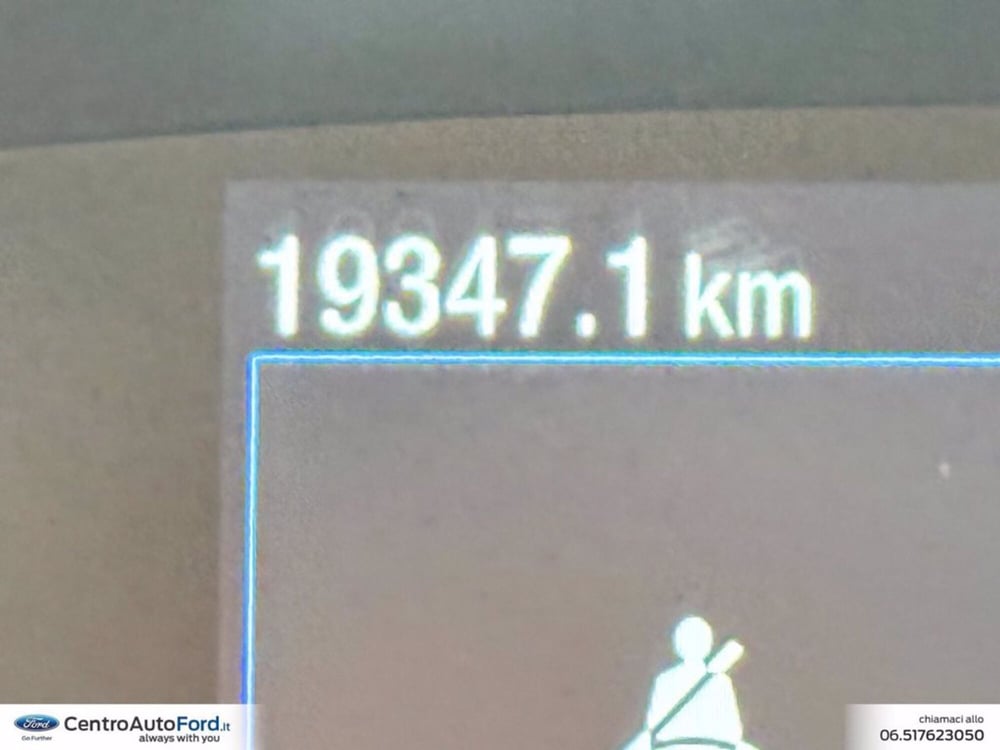 19347.1 km
Ford
Go Further
CentroAutoFord.it
always with you
chiamaci allo
06.517623050